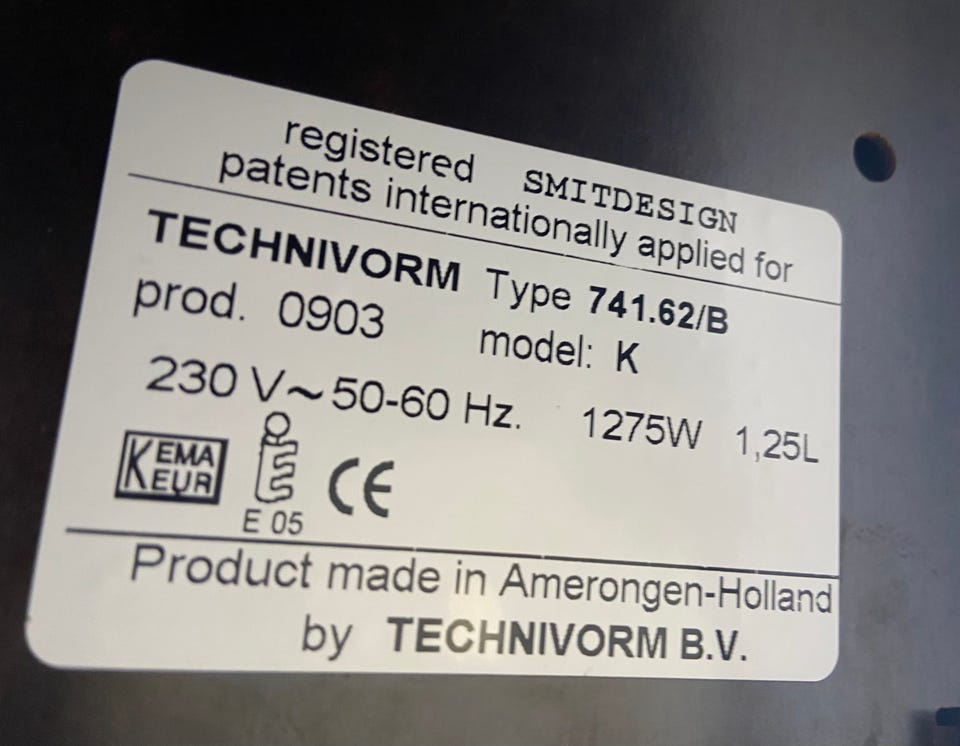 registered SMITDESIGN
patents internationally applied for
TECHNIVORM Type 741.62/B
prod. 0903 model: K
230 V~50-60 Hz. 1275W 1,25L
KEMA
KEUR
E 05
CE
Product made in Amerongen-Holland
by TECHNIVORM B.V.